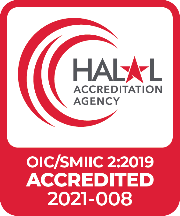 HALAL
ACCREDITATION
AGENCY
OIC/SMIIC 2:2019
ACCREDITED
2021-008